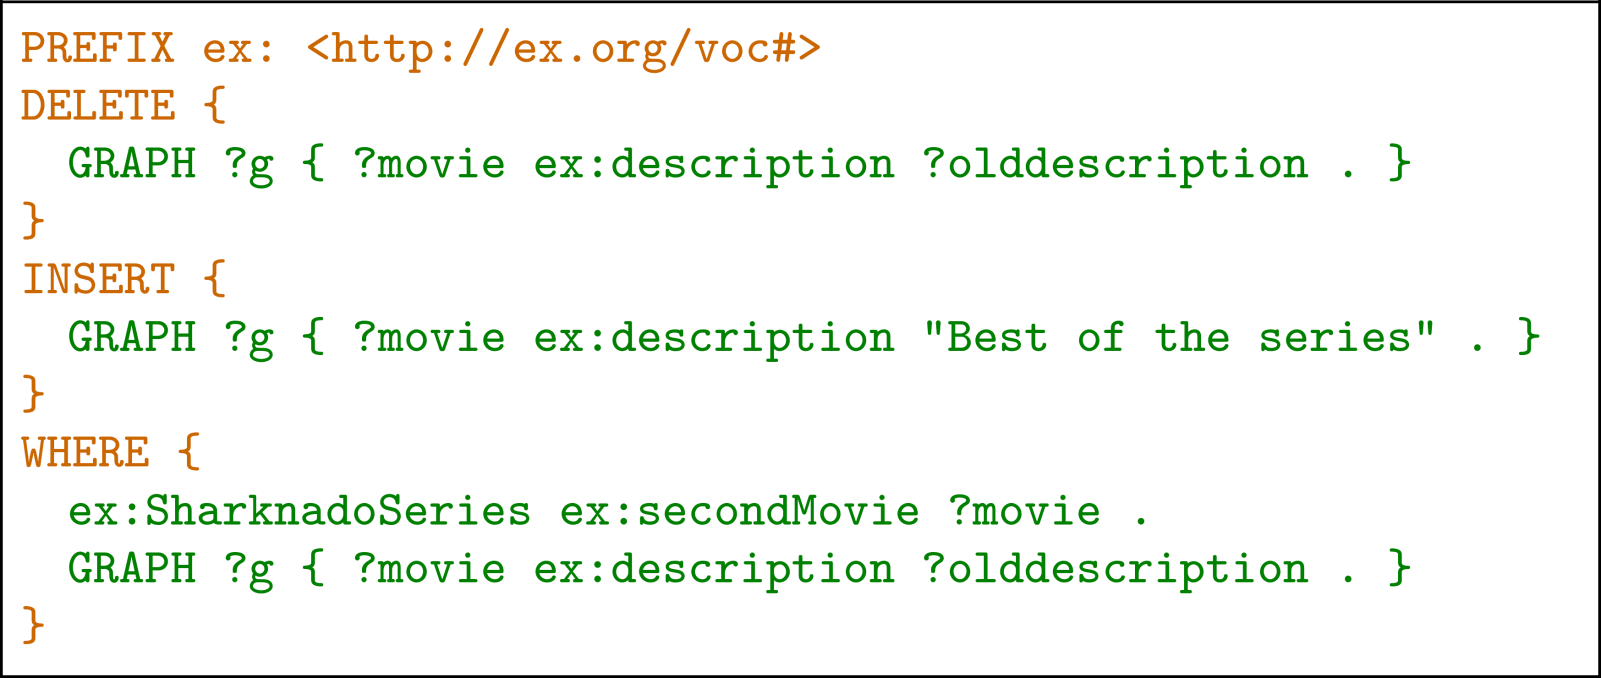 PREFIX ex: <http://ex.org/voc#>
DELETE {
  GRAPH ?g { ?movie ex:description ?olddescription . }
}
INSERT {
  GRAPH ?g { ?movie ex:description "Best of the series" . }
}
WHERE {
  ex:SharknadoSeries ex:secondMovie ?movie .
  GRAPH ?g { ?movie ex:description ?olddescription . }
}